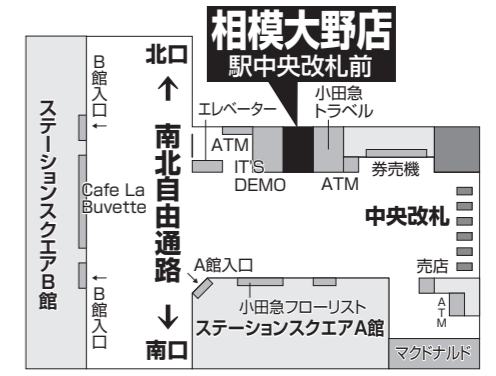 相模大野店
駅中央改札前
北口
↑
南北自由通路
↓
南口
B館入口
←
ステーションスクエアB館
Cafe La
Buvette
←
B館入口
エレベーター
ATM
IT'S
DEMO
小田急
トラベル
ATM
券売機
中央改札
売店
ATM
マクドナルド
A館入口
小田急フローリスト
ステーションスクエアA館